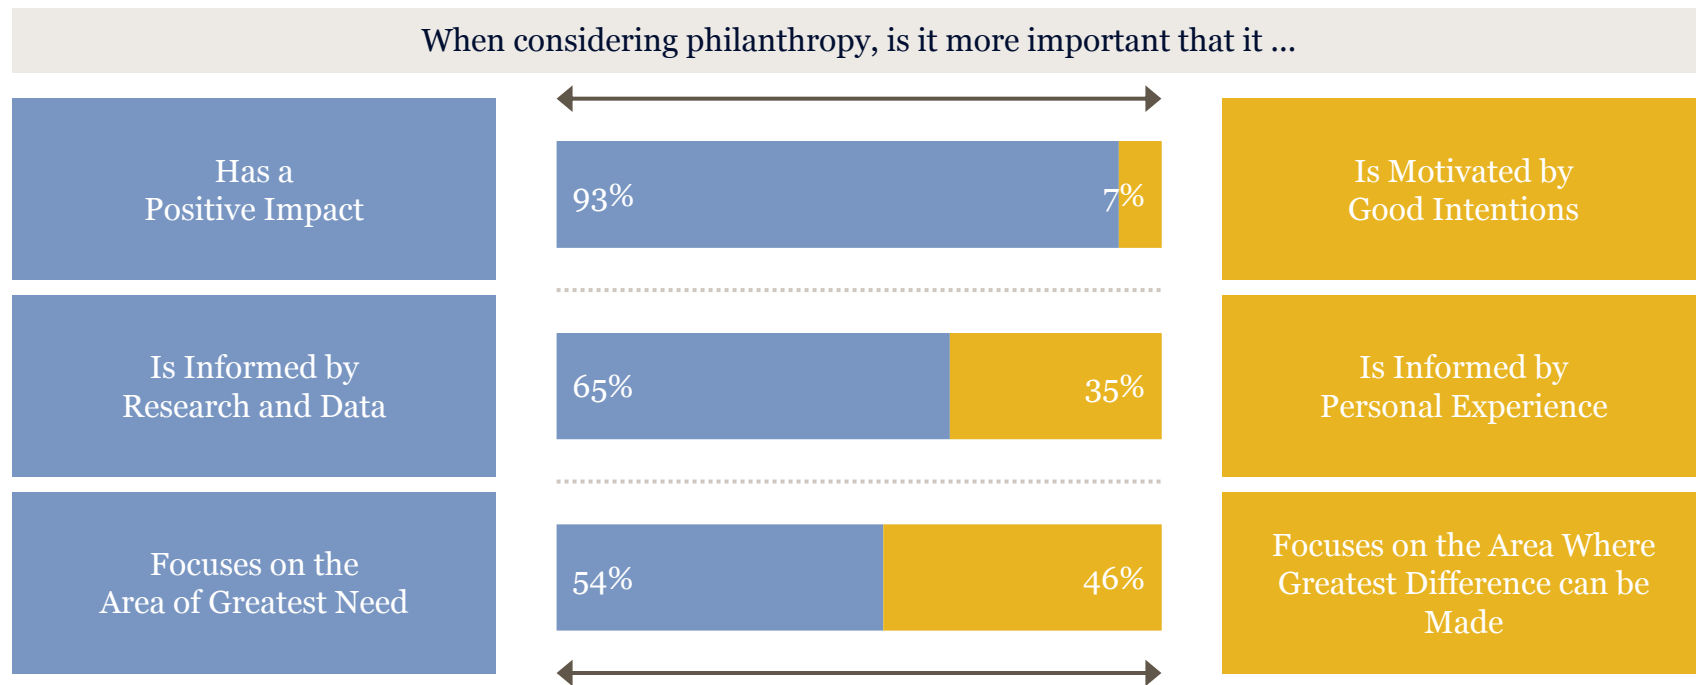 When considering philanthropy, is it more important that it ...
Has a
Positive Impact
93%
7%
Is Motivated by
Good Intentions
Is Informed by
Research and Data
65%
35%
Is Informed by
Personal Experience
Focuses on the
Area of Greatest Need
54%
46%
Focuses on the Area Where
Greatest Difference can be
Made